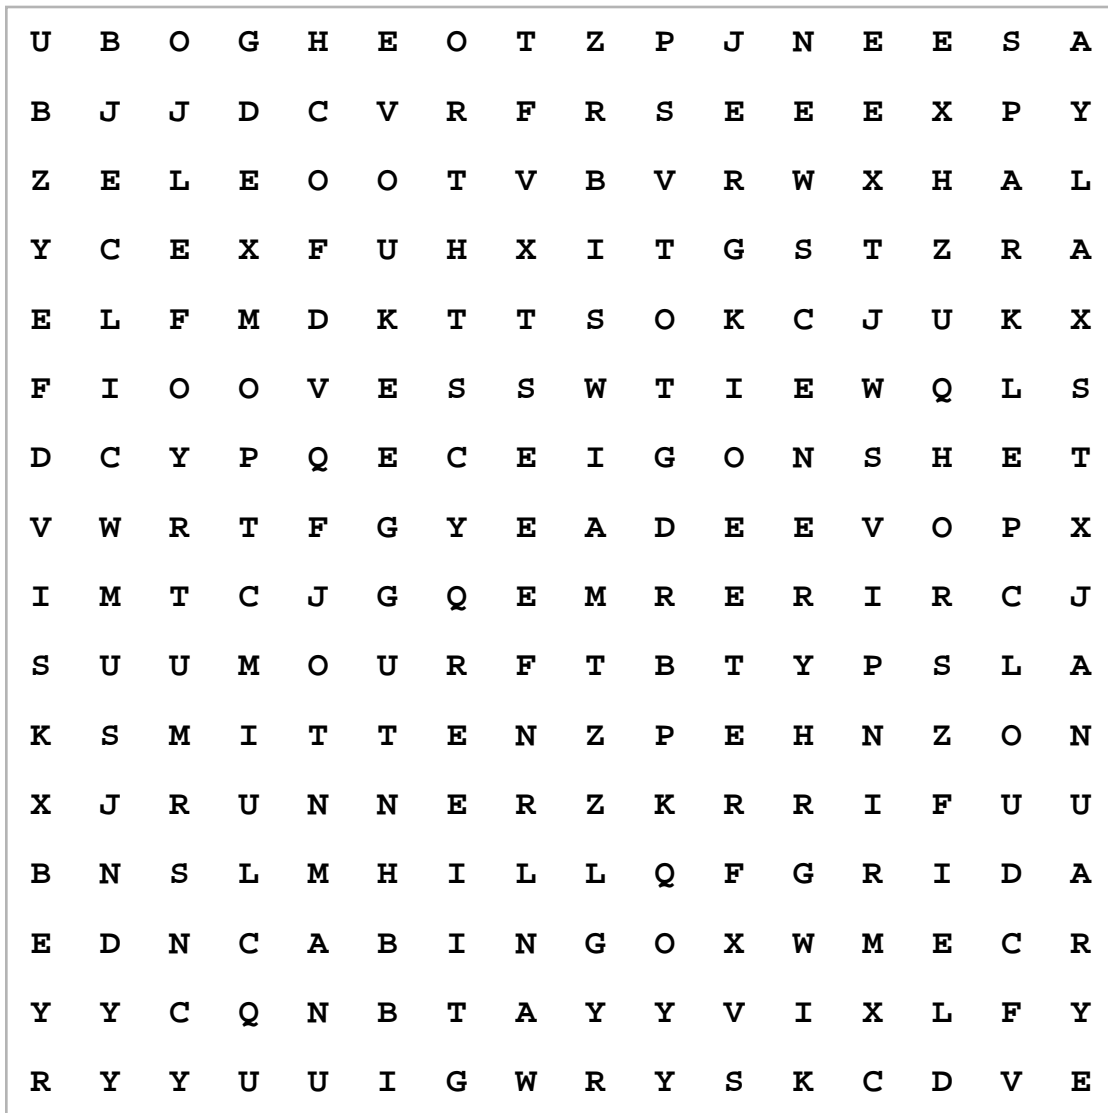 U B O G H E O T Z P J N E E S A
B J J D C V R F R S E E E X P Y
Z E L E O O T V B V R W X H A L
Y C E X F U H X I T G S T Z R A
E L F M D K T T S O K C J U K X
F I O O V E S S W T I E W Q L S
D C Y P Q E C E I G O N S H E T
V W R T F G Y E A D E E V O P X
I M T C J G Q E M R E R I R C J
S U U M O U R F T B T Y P S L A
K S M I T T E N Z P E H N Z O N
X J R U N N E R Z K R R I F U U
B N S L M H I L L Q F G R I D A
E D N C A B I N G O X W M E C R
Y Y C Q N B T A Y Y V I X L F Y
R Y Y U U I G W R Y S K C D V E